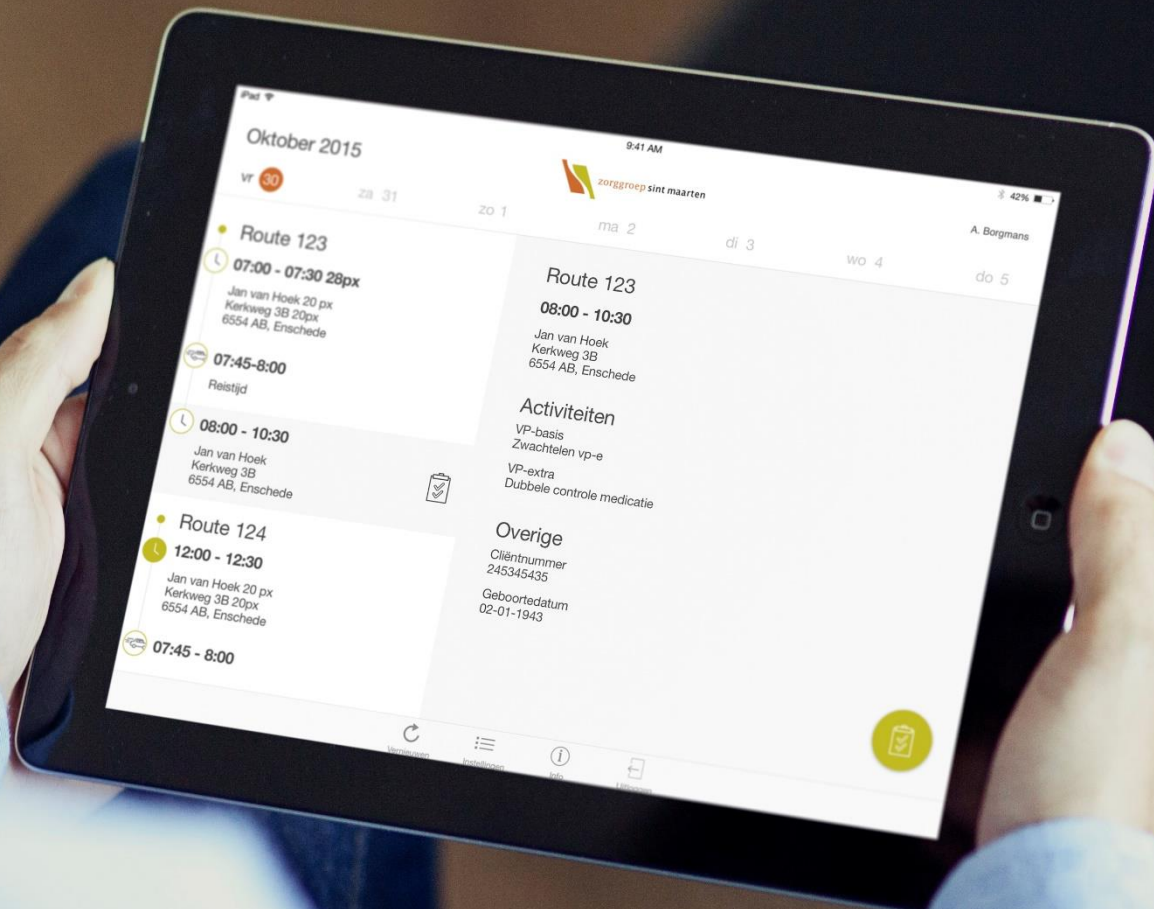 iPad
9:41 AM
42%
Oktober 2015
zorggroep sint maarten
A. Borgmans
vr 30
za 31
zo 1
ma 2
di 3
wo 4
do 5
Route 123
07:00 - 07:30 28px
Jan van Hoek 20 px
Kerkweg 3B 20px
6554 AB, Enschede
07:45-8:00
Reistijd
08:00 - 10:30
Jan van Hoek
Kerkweg 3B
6554 AB, Enschede
Route 124
12:00 - 12:30
Jan van Hoek 20 px
Kerkweg 3B 20px
6554 AB, Enschede
07:45 - 8:00
Route 123
08:00 - 10:30
Jan van Hoek
Kerkweg 3B
6554 AB, Enschede
Activiteiten
VP-basis
Zwachtelen vp-e
VP-extra
Dubbele controle medicatie
Overige
Cliëntnummer
245345435
Geboortedatum
02-01-1943
Vernieuwen
Instellingen
Info